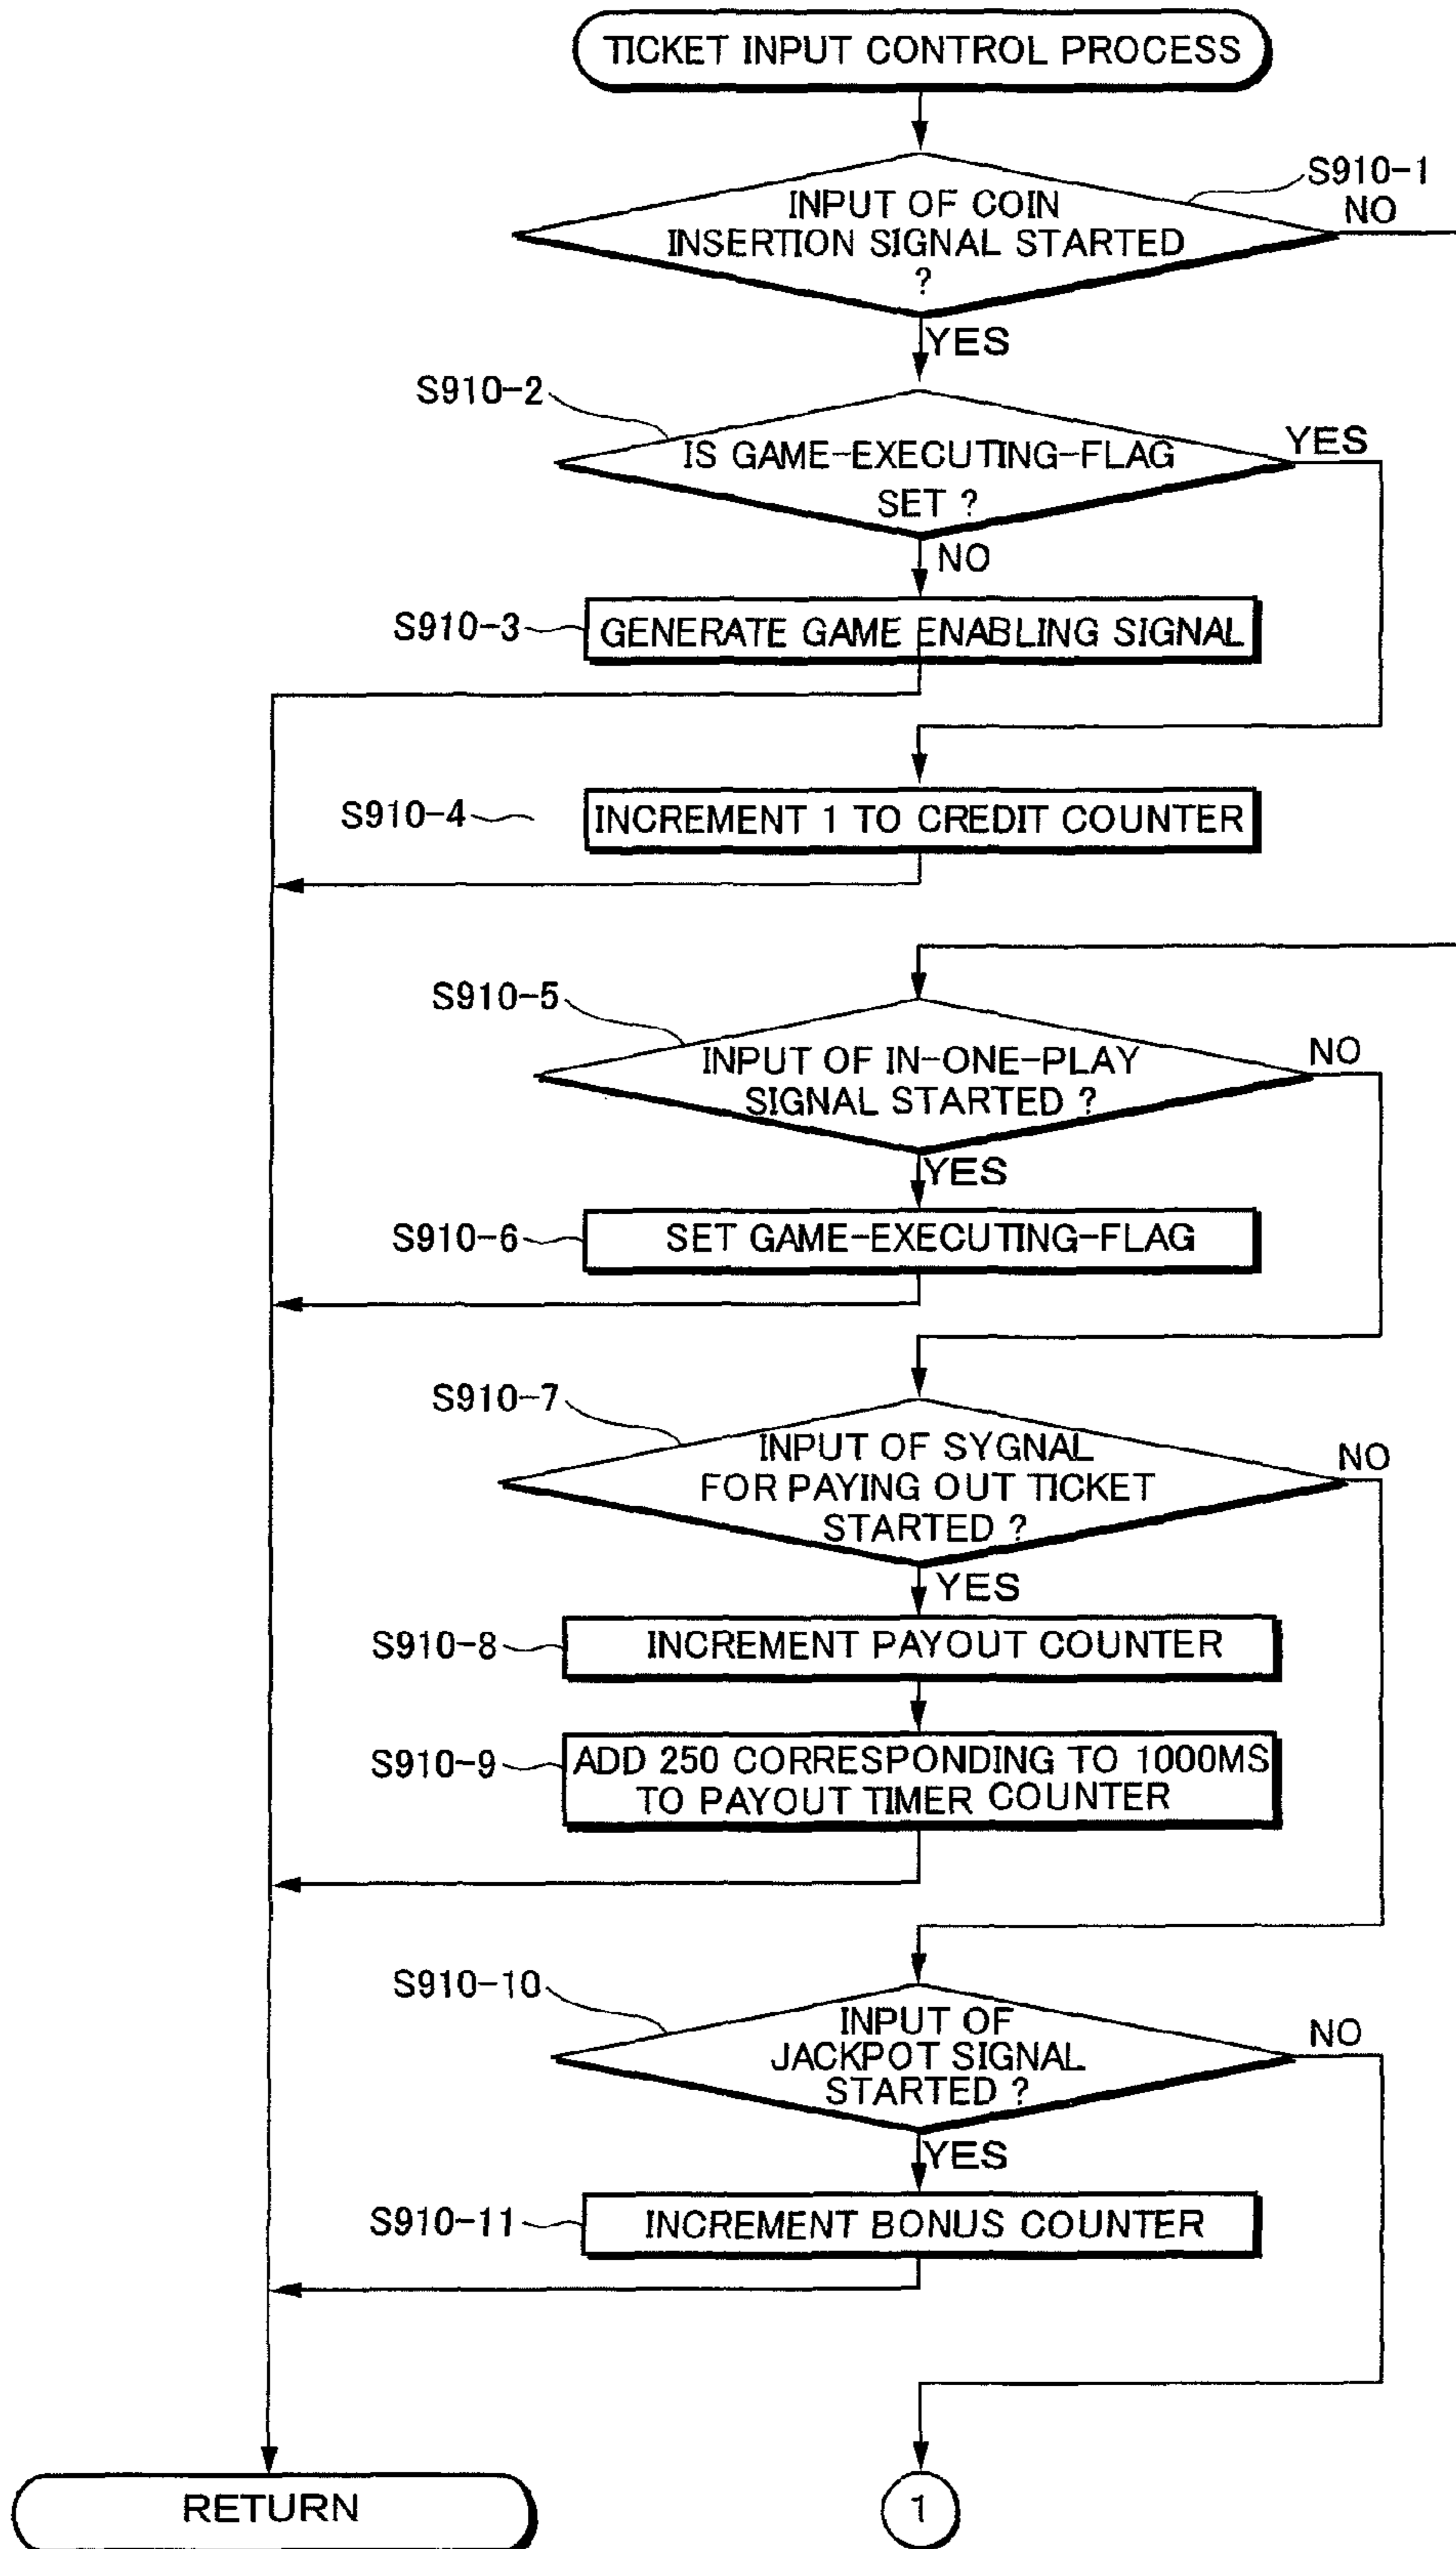 TICKET INPUT CONTROL PROCESS
S910-1
INPUT OF COIN
INSERTION SIGNAL STARTED
?
NO
YES
S910-2
IS GAME-EXECUTING-FLAG
SET ?
YES
NO
S910-3
GENERATE GAME ENABLING SIGNAL
S910-4
INCREMENT 1 TO CREDIT COUNTER
S910-5
INPUT OF IN-ONE-PLAY
SIGNAL STARTED ?
NO
YES
S910-6
SET GAME-EXECUTING-FLAG
S910-7
INPUT OF SYGNAL
FOR PAYING OUT TICKET
STARTED ?
NO
YES
S910-8
INCREMENT PAYOUT COUNTER
S910-9
ADD 250 CORRESPONDING TO 1000MS
TO PAYOUT TIMER COUNTER
S910-10
INPUT OF
JACKPOT SIGNAL
STARTED ?
NO
YES
S910-11
INCREMENT BONUS COUNTER
RETURN
1